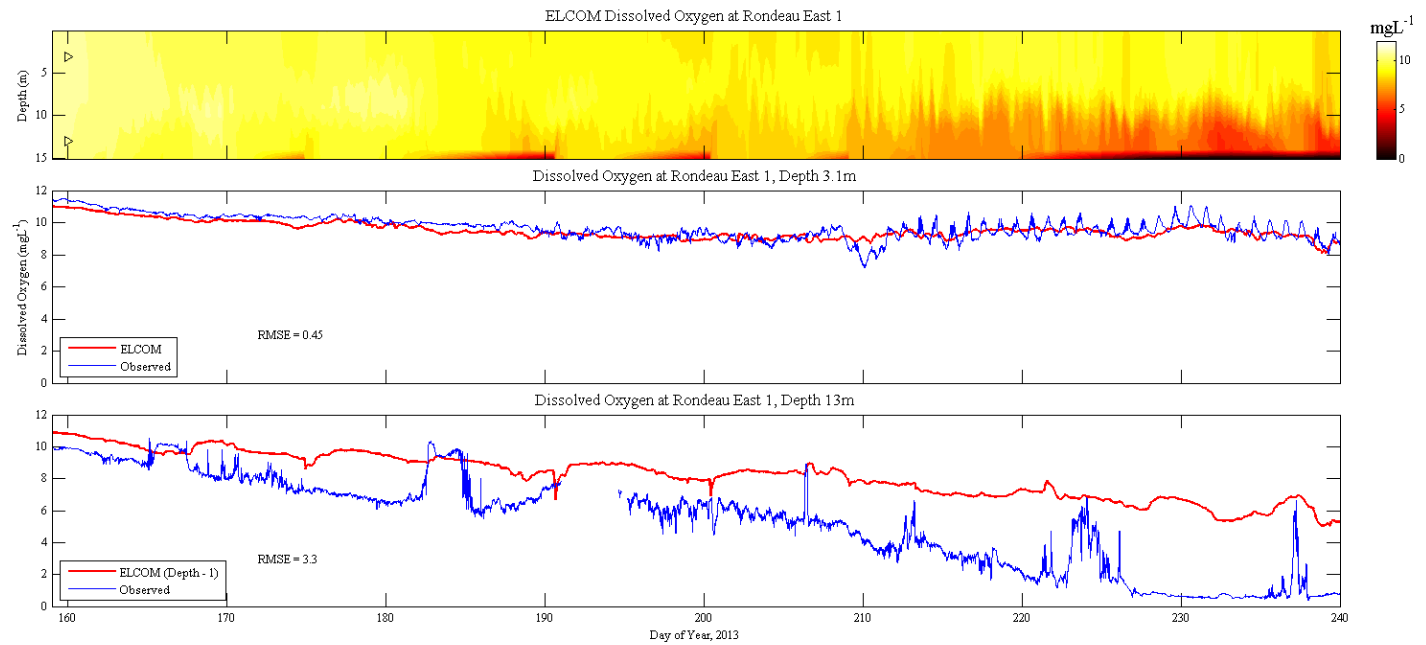 ELCOM Dissolved Oxygen at Rondeau East 1
mgL-1
Depth (m)
5
10
15
10
5
0
Dissolved Oxygen at Rondeau East 1, Depth 3.1m
Dissolved Oxygen (mgL-1)
12
10
8
6
4
2
0
RMSE = 0.45
ELCOM
Observed
Dissolved Oxygen at Rondeau East 1, Depth 13m
12
10
8
6
4
2
0
RMSE = 3.3
ELCOM (Depth - 1)
Observed
160 170 180 190 200 210 220 230 240
Day of Year, 2013